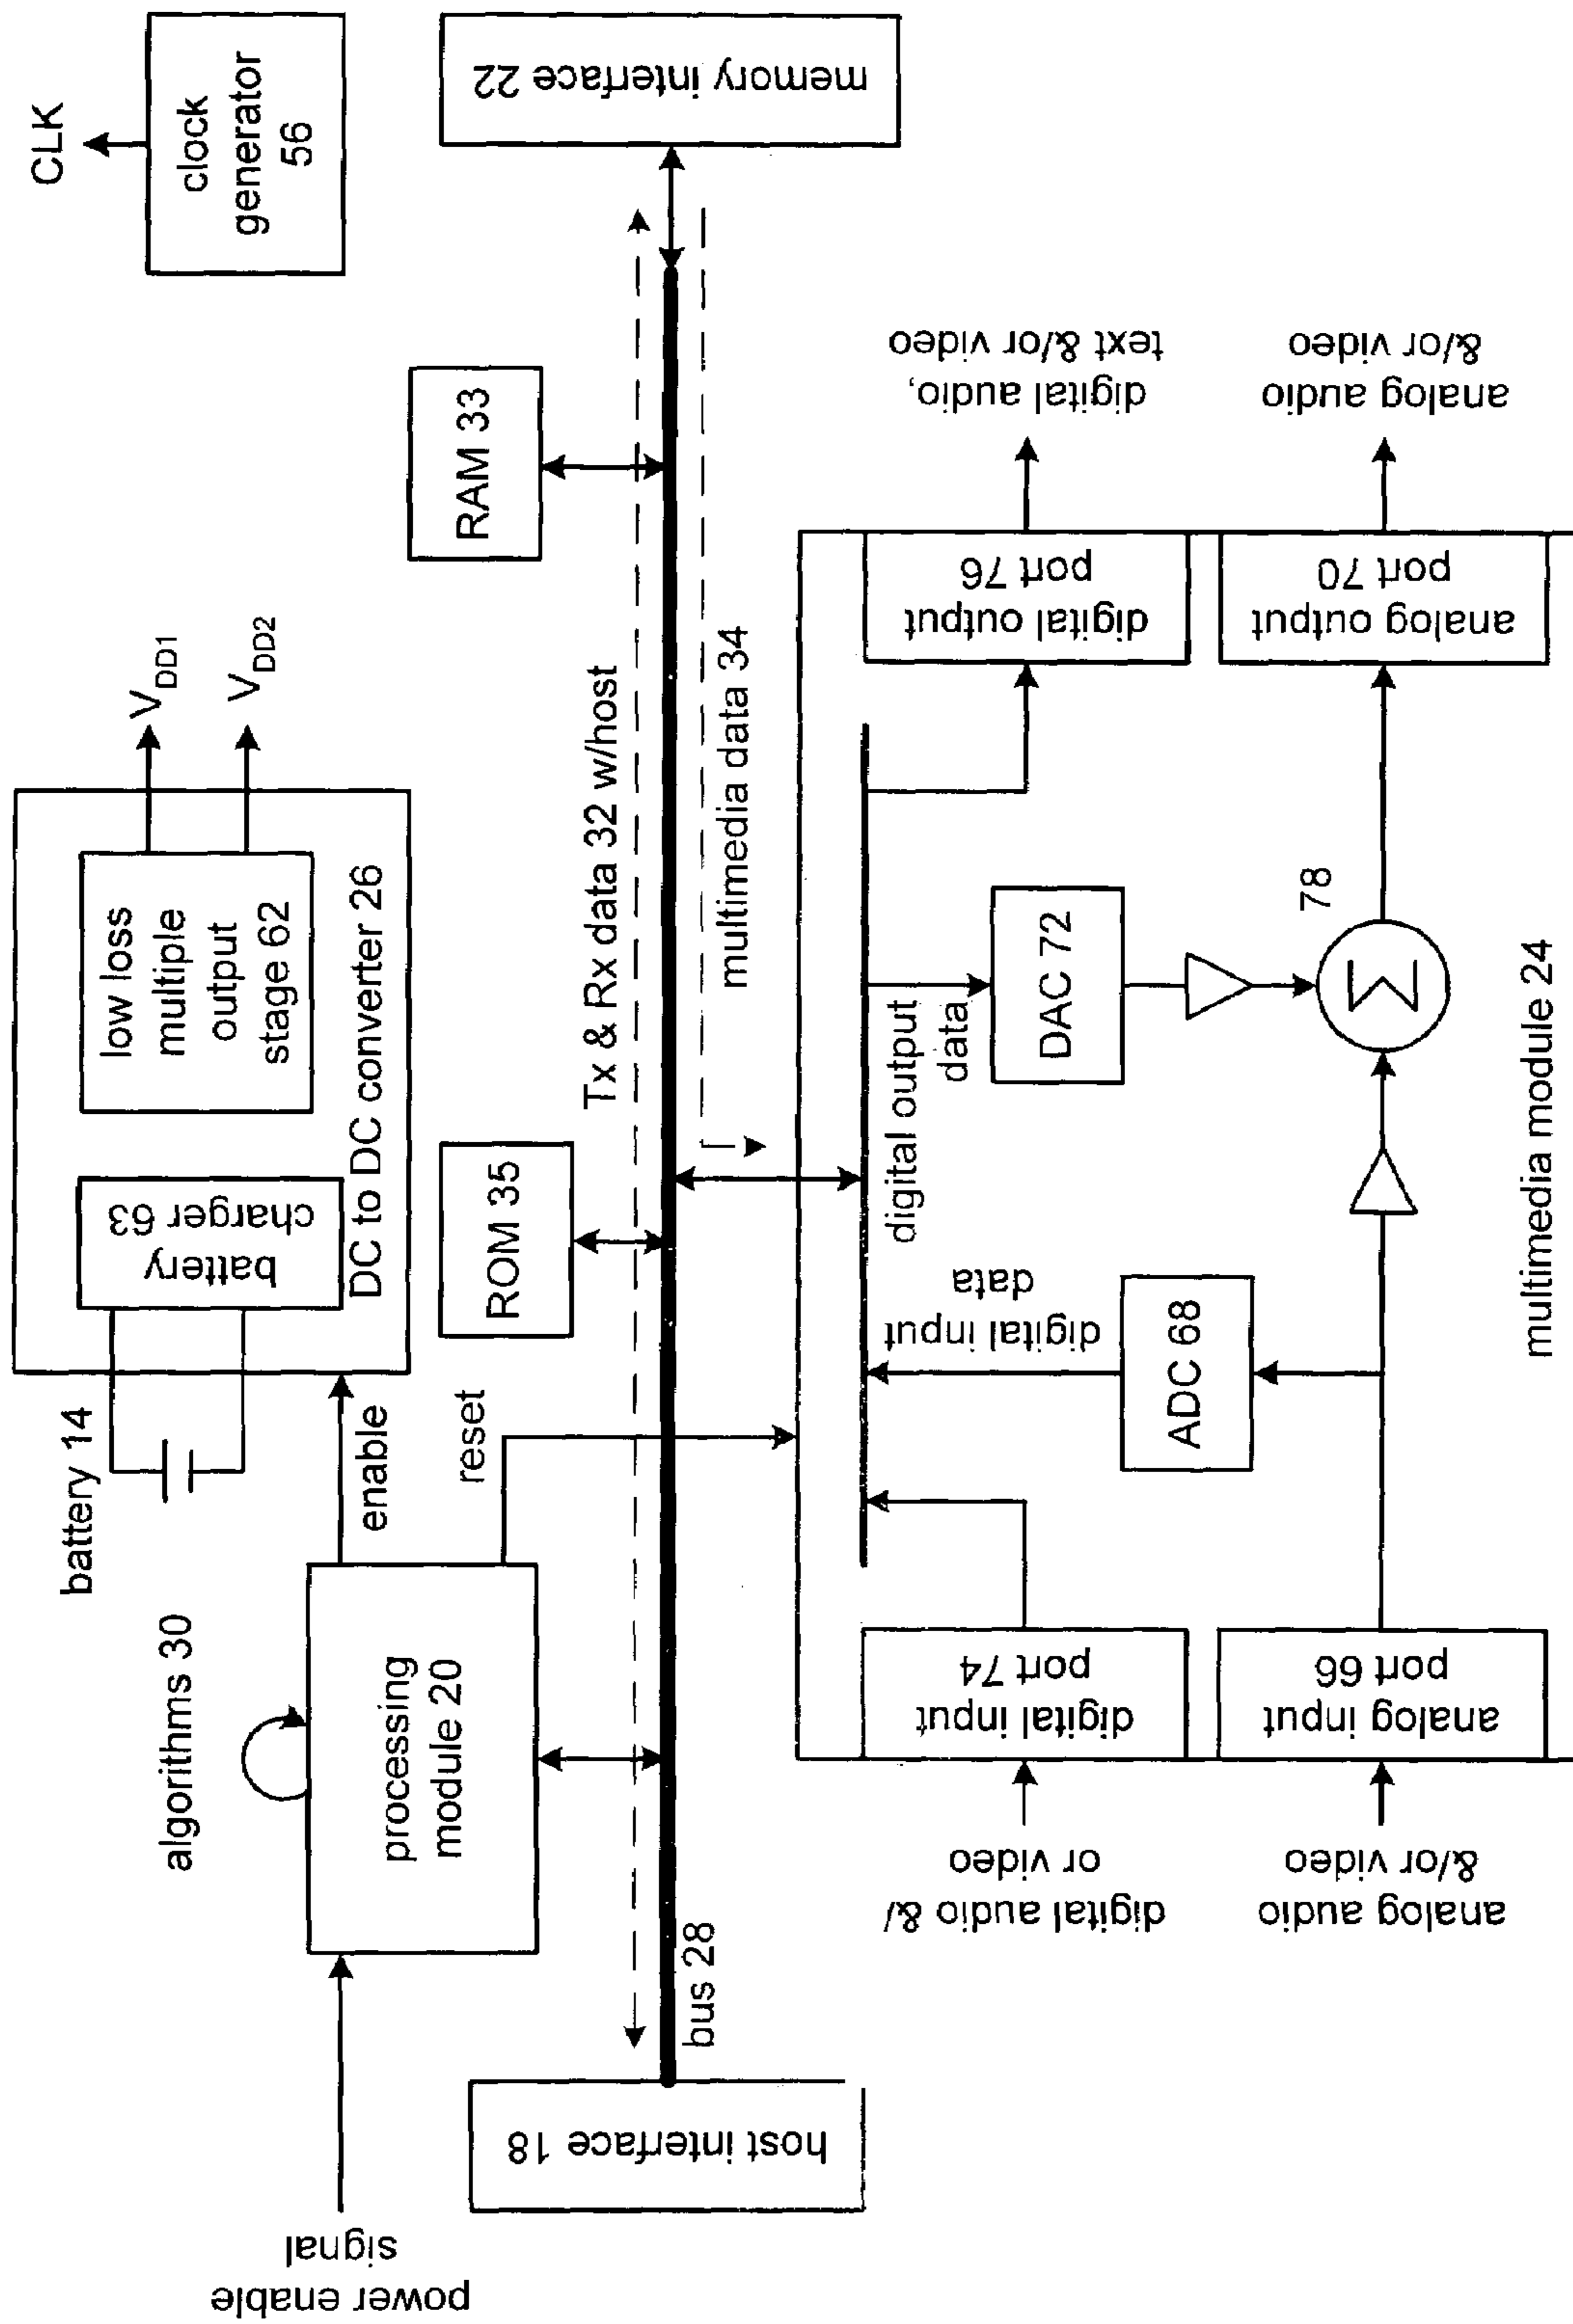 CLK
clock
generator
56
memory interface 22
RAM 33
V_DD1
V_DD2
low loss
multiple
output
stage 62
battery
charger 63
DC to DC converter 26
battery 14
enable
reset
ROM 35
algorithms 30
processing
module 20
power enable
signal
host interface 18
bus 28
Tx & Rx data 32 w/host
multimedia data 34
digital audio,
text &/or video
analog audio
&/or video
digital output
port 76
analog output
port 70
78
Σ
DAC 72
digital output
data
digital input
data
ADC 68
digital input
port 74
analog input
port 66
digital audio &/
or video
analog audio
&/or video
multimedia module 24